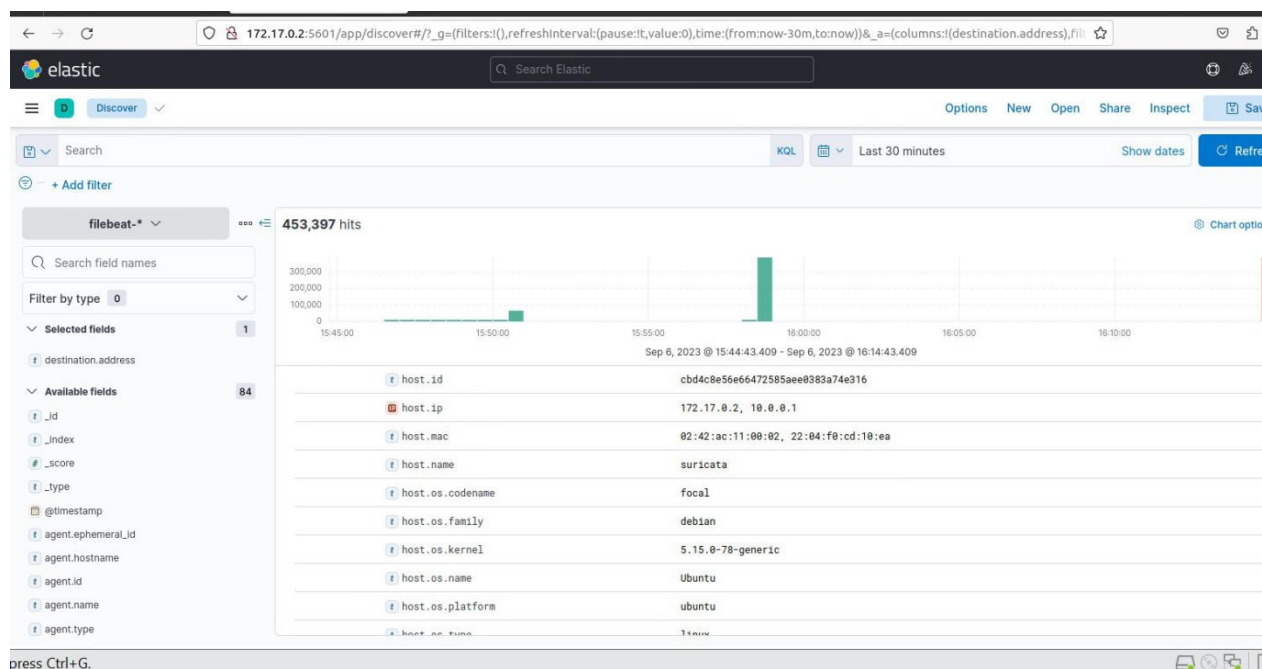 172.17.0.2:5601/app/discover#/?_g=(filters:!(),refreshInterval:(pause:!t,value:0),time:(from:now-30m,to:now))&_a=(columns:!(destination.address),fil
elastic
Search Elastic
D Discover
Options New Open Share Inspect Sav
Search
KQL
Last 30 minutes
Show dates
Refre
+ Add filter
filebeat-*
453,397 hits
Chart optio
Search field names
Filter by type 0
Selected fields 1
t destination.address
Available fields 84
t _id
t _index
# _score
t _type
@timestamp
t agent.ephemeral_id
t agent.hostname
t agent.id
t agent.name
t agent.type
300,000
200,000
100,000
0
15:45:00 15:50:00 15:55:00 16:00:00 16:05:00 16:10:00
Sep 6, 2023 @ 15:44:43.409 - Sep 6, 2023 @ 16:14:43.409
t host.id cbd4c8e56e66472585aee0383a74e316
host.ip 172.17.0.2, 10.0.0.1
t host.mac 02:42:ac:11:00:02, 22:04:f0:cd:10:ea
t host.name suricata
t host.os.codename focal
t host.os.family debian
t host.os.kernel 5.15.0-78-generic
t host.os.name Ubuntu
t host.os.platform ubuntu
t host.os.type linux
press Ctrl+G.